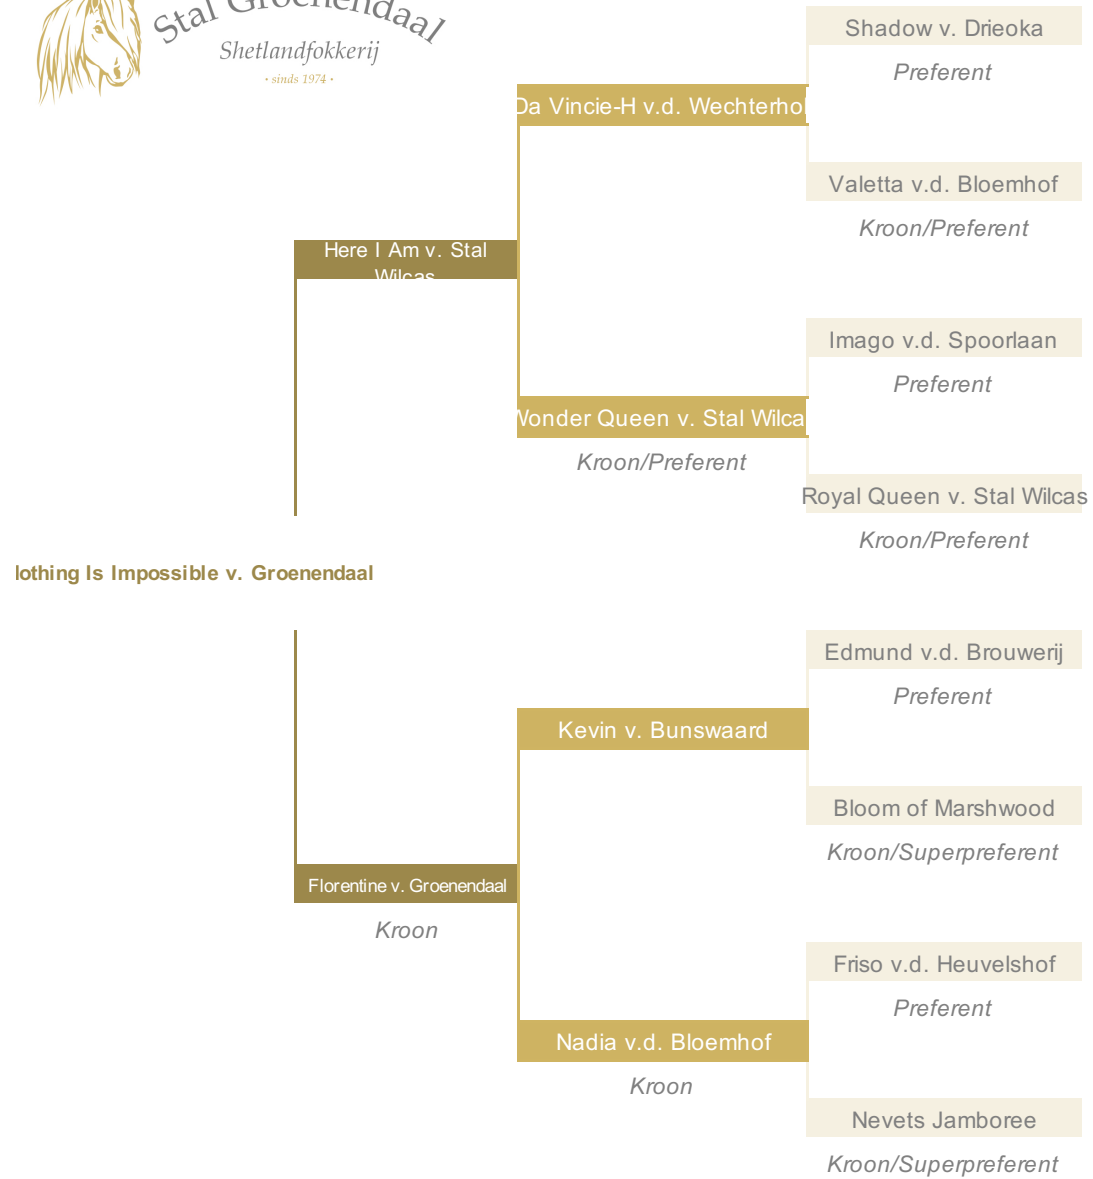 Stal Groenendaal
Shetlandfokkerij
• sinds 1974 •
Shadow v. Drieoka
Preferent
Da Vincie-H v.d. Wechterhof
Valetta v.d. Bloemhof
Kroon/Preferent
Here I Am v. Stal
Wilcas
Imago v.d. Spoorlaan
Preferent
Wonder Queen v. Stal Wilca
Kroon/Preferent
Royal Queen v. Stal Wilcas
Kroon/Preferent
lothing Is Impossible v. Groenendaal
Edmund v.d. Brouwerij
Preferent
Kevin v. Bunswaard
Bloom of Marshwood
Kroon/Superpreferent
Florentine v. Groenendaal
Kroon
Friso v.d. Heuvelshof
Preferent
Nadia v.d. Bloemhof
Kroon
Nevets Jamboree
Kroon/Superpreferent